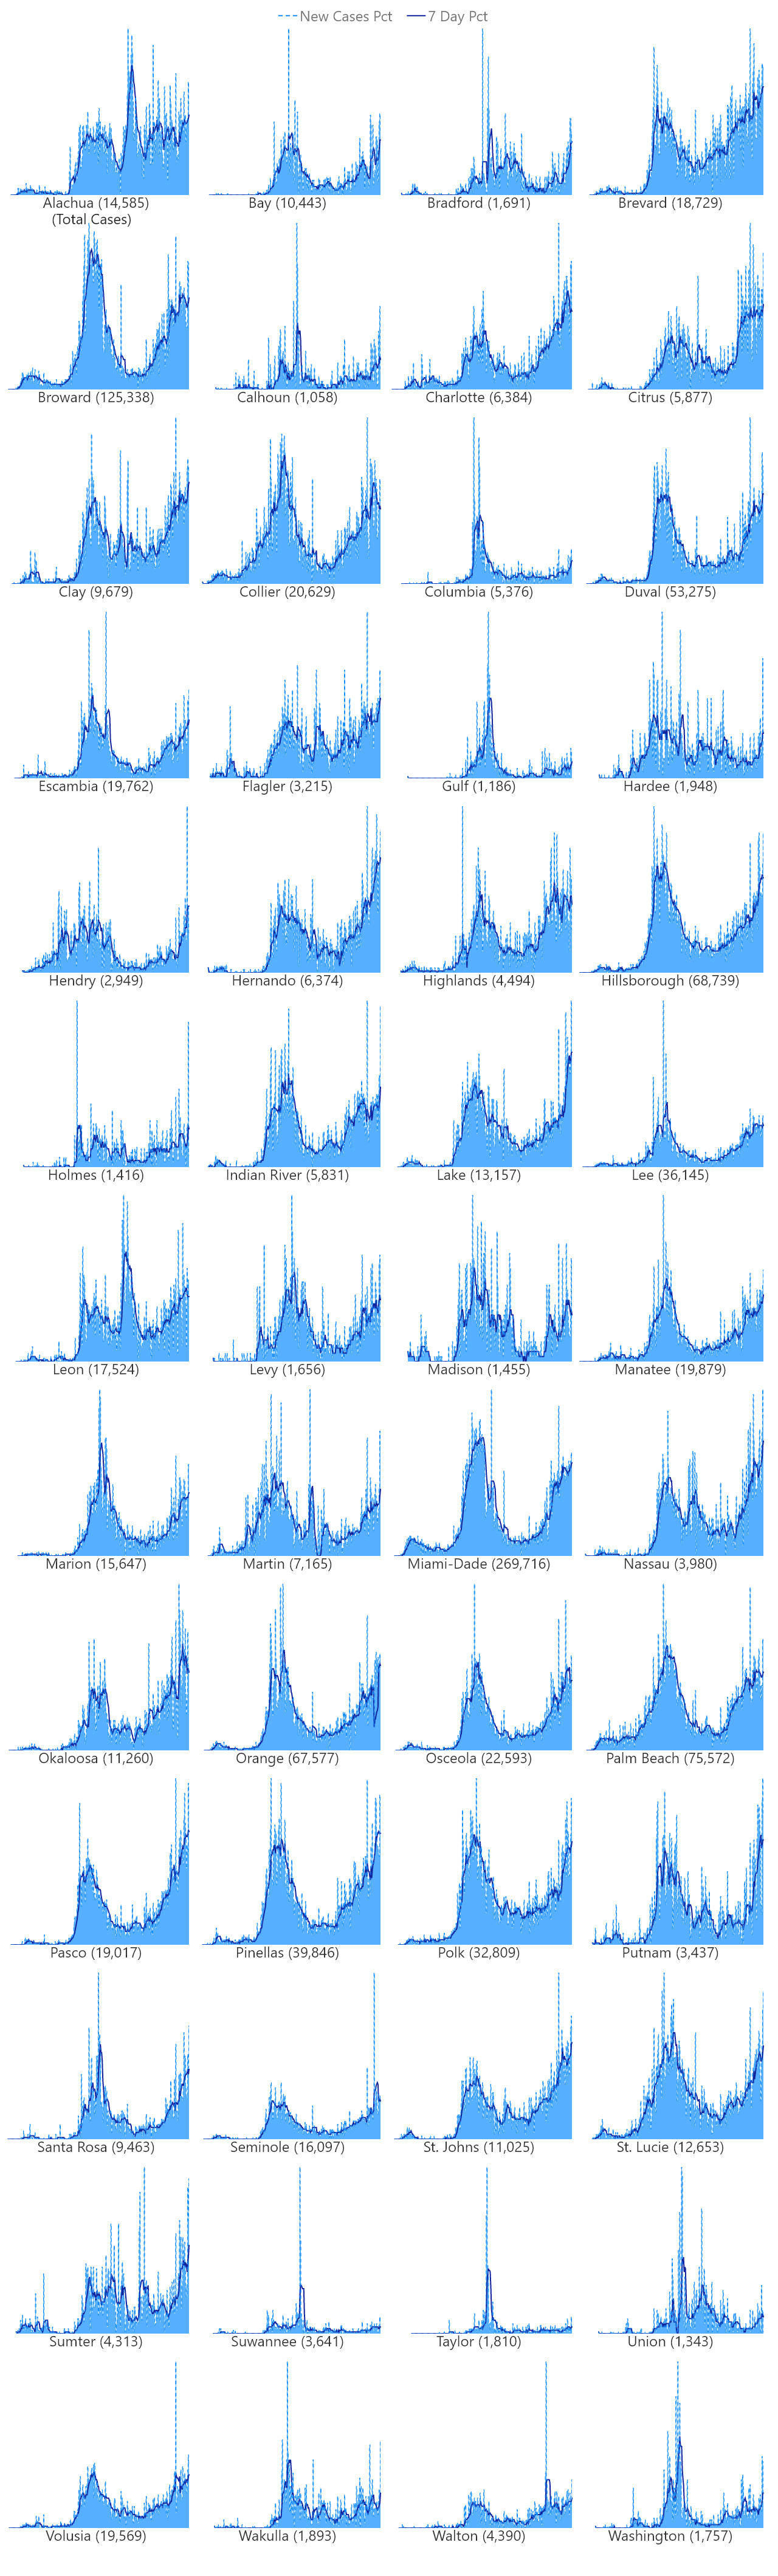 New Cases Pct 7 Day Pct
Alachua (14,585) Bay (10,443) Bradford (1,691) Brevard (18,729)
(Total Cases)
Broward (125,338) Calhoun (1,058) Charlotte (6,384) Citrus (5,877)
Clay (9,679) Collier (20,629) Columbia (5,376) Duval (53,275)
Escambia (19,762) Flagler (3,215) Gulf (1,186) Hardee (1,948)
Hendry (2,949) Hernando (6,374) Highlands (4,494) Hillsborough (68,739)
Holmes (1,416) Indian River (5,831) Lake (13,157) Lee (36,145)
Leon (17,524) Levy (1,656) Madison (1,455) Manatee (19,879)
Marion (15,647) Martin (7,165) Miami-Dade (269,716) Nassau (3,980)
Okaloosa (11,260) Orange (67,577) Osceola (22,593) Palm Beach (75,572)
Pasco (19,017) Pinellas (39,846) Polk (32,809) Putnam (3,437)
Santa Rosa (9,463) Seminole (16,097) St. Johns (11,025) St. Lucie (12,653)
Sumter (4,313) Suwannee (3,641) Taylor (1,810) Union (1,343)
Volusia (19,569) Wakulla (1,893) Walton (4,390) Washington (1,757)